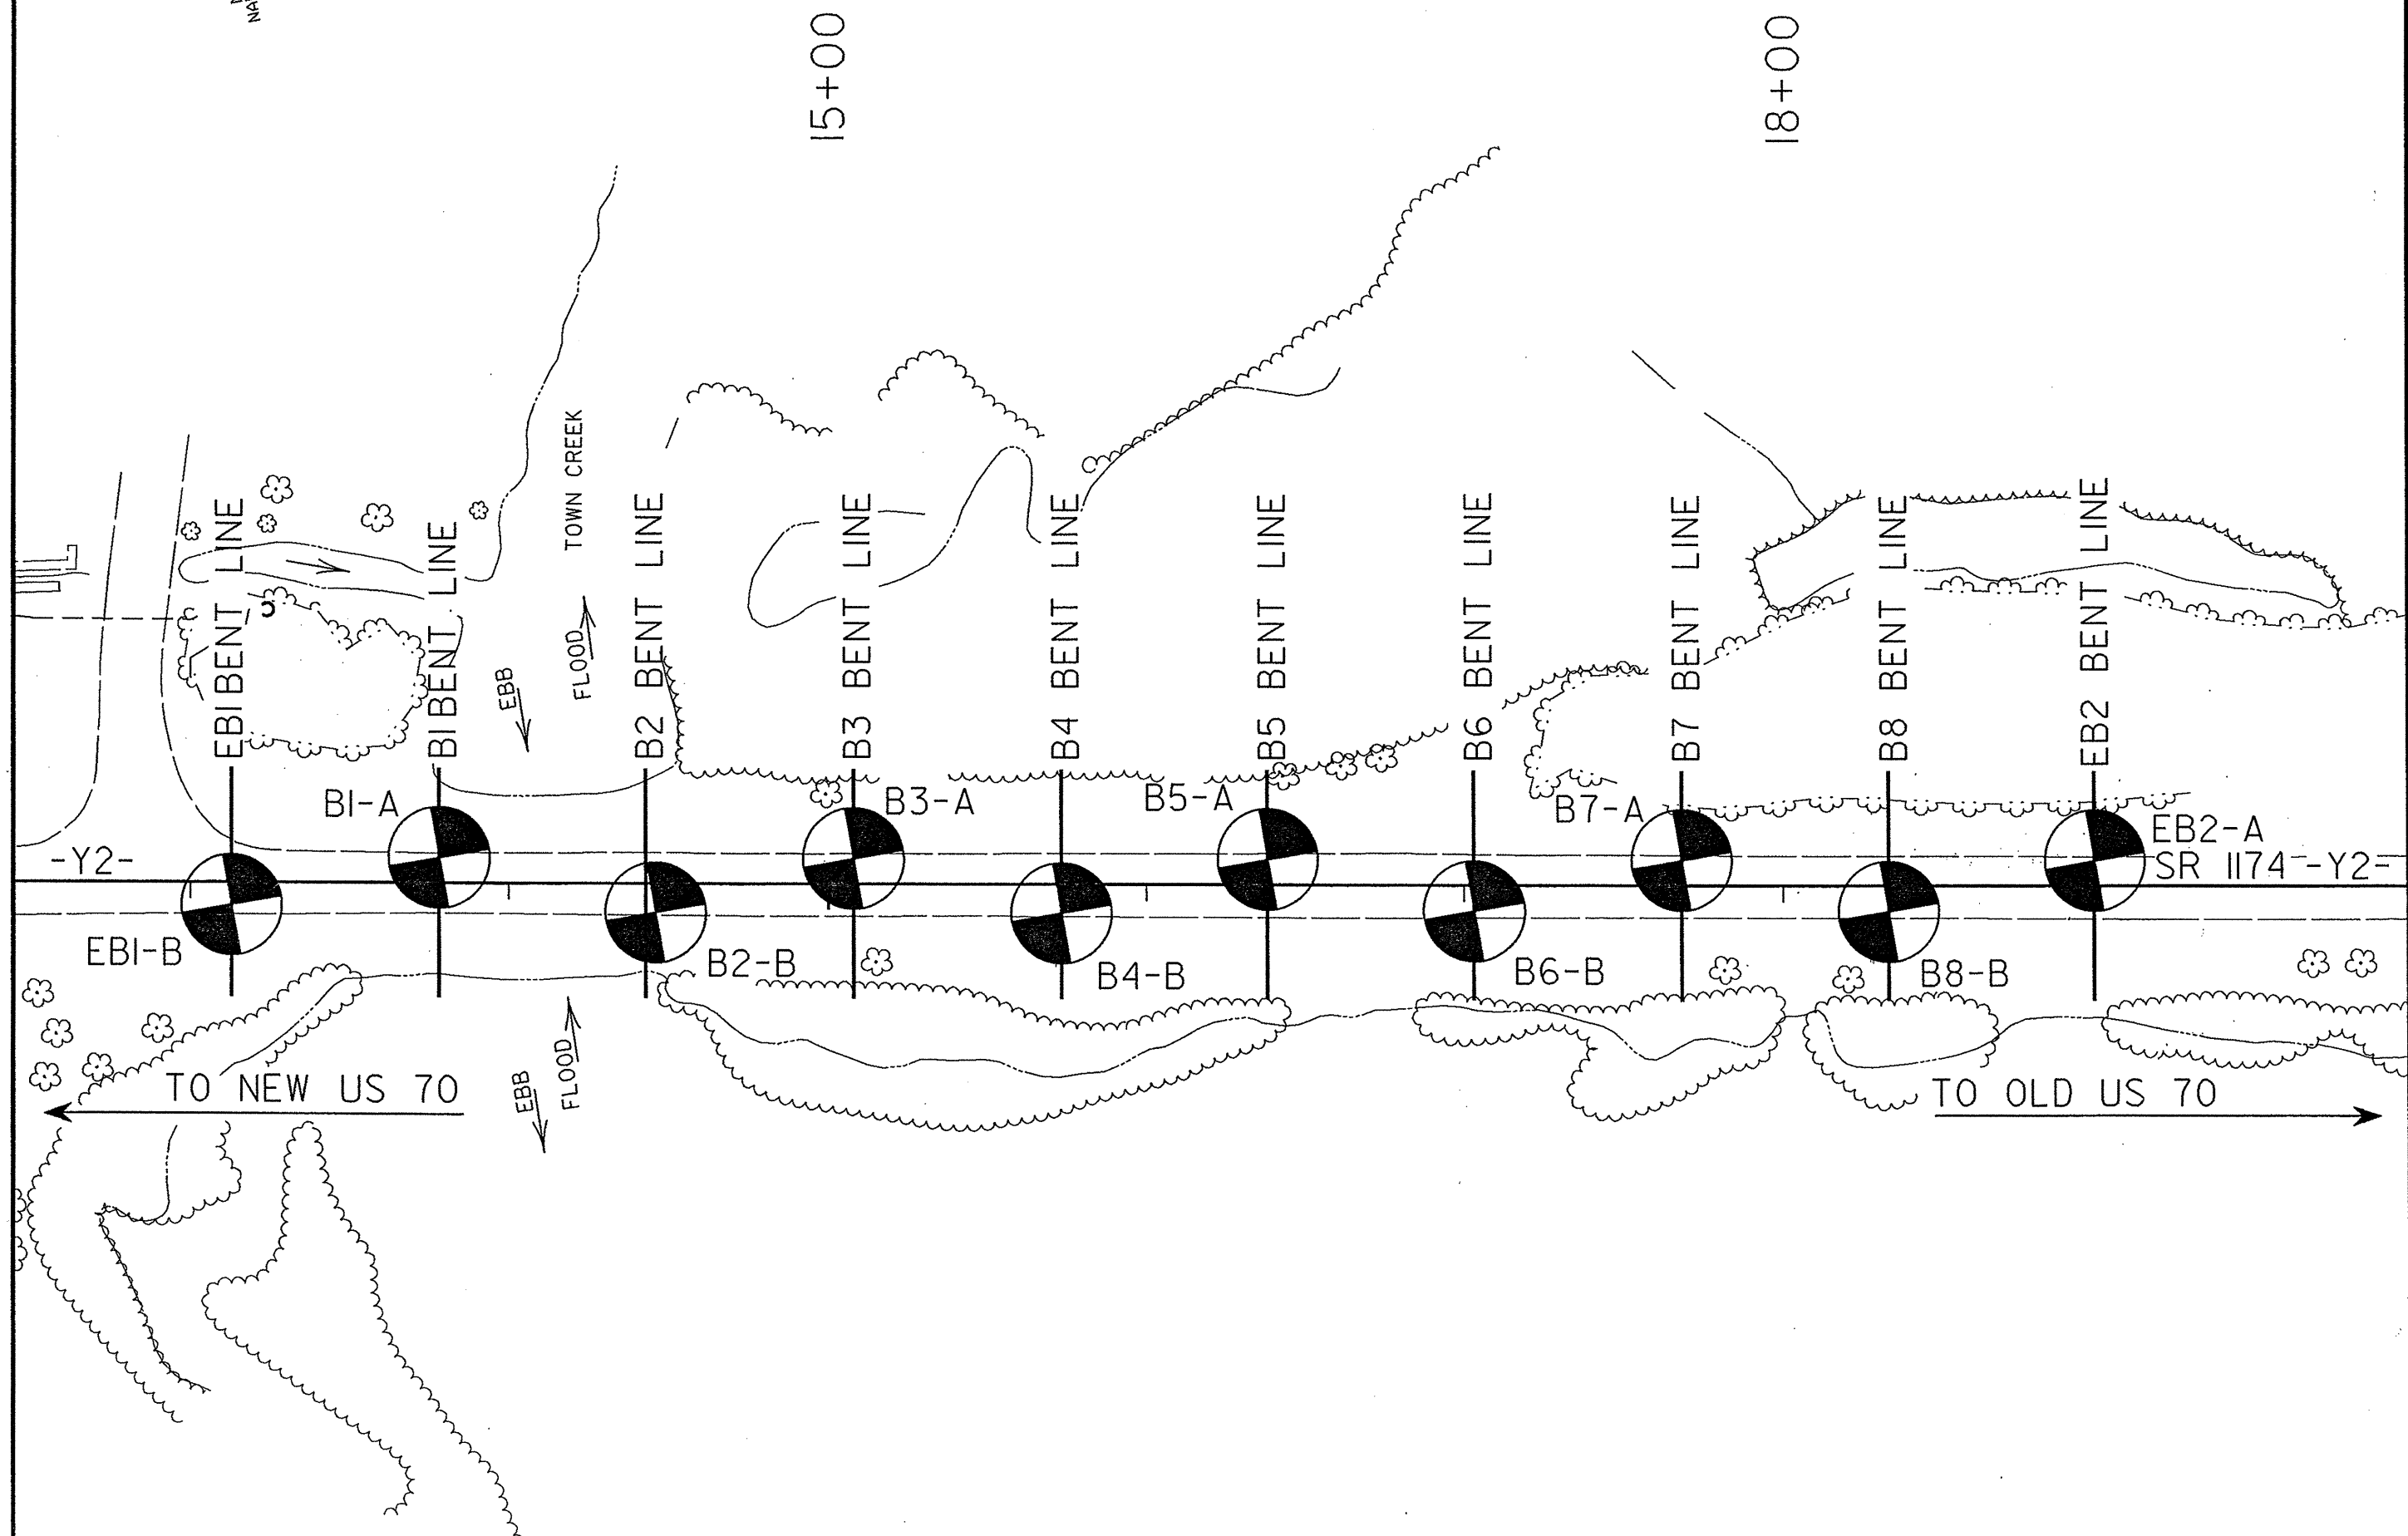 15+00
18+00
TOWN CREEK
EBB
FLOOD
EB1 BENT LINE
B1 BENT LINE
B2 BENT LINE
B3 BENT LINE
B4 BENT LINE
B5 BENT LINE
B6 BENT LINE
B7 BENT LINE
B8 BENT LINE
EB2 BENT LINE
B1-A
B3-A
B5-A
B7-A
EB2-A
-Y2-
SR 1174 -Y2-
EB1-B
B2-B
B4-B
B6-B
B8-B
EBB
FLOOD
TO NEW US 70
TO OLD US 70